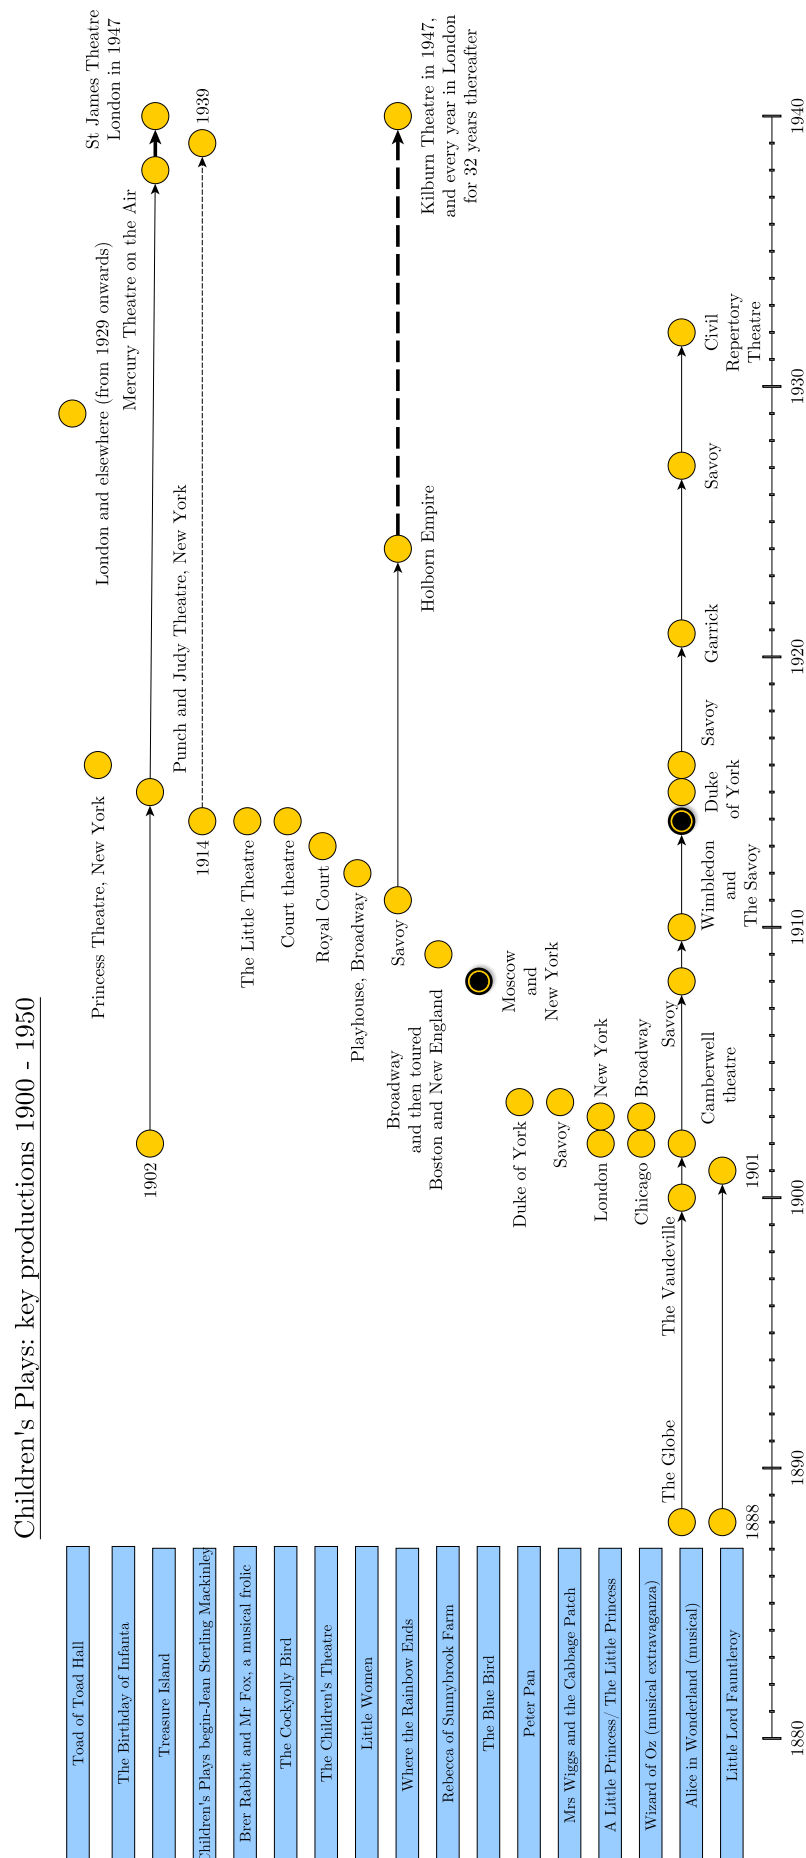 Children's Plays: key productions 1900 - 1950
Toad of Toad Hall
London and elsewhere (from 1929 onwards)
The Birthday of Infanta
Princess Theatre, New York
Treasure Island
1902
Punch and Judy Theatre, New York
Mercury Theatre on the Air
St James Theatre
London in 1947
Children's Plays begin-Jean Sterling Mackinley
1914
1939
Brer Rabbit and Mr Fox, a musical frolic
The Little Theatre
The Cockyolly Bird
Court theatre
The Children's Theatre
Royal Court
Little Women
Playhouse, Broadway
Where the Rainbow Ends
Savoy
Holborn Empire
Kilburn Theatre in 1947,
and every year in London
for 32 years thereafter
Rebecca of Sunnybrook Farm
Broadway
and then toured
Boston and New England
The Blue Bird
Moscow
and
New York
Peter Pan
Duke of York
Mrs Wiggs and the Cabbage Patch
Savoy
A Little Princess/ The Little Princess
London
New York
Wizard of Oz (musical extravaganza)
Chicago
Broadway
Alice in Wonderland (musical)
The Globe
The Vaudeville
Camberwell
theatre
Savoy
Wimbledon
and
The Savoy
Duke
of York
Savoy
Garrick
Savoy
Civil
Repertory
Theatre
Little Lord Fauntleroy
1888
1901
1880
1890
1900
1910
1920
1930
1940